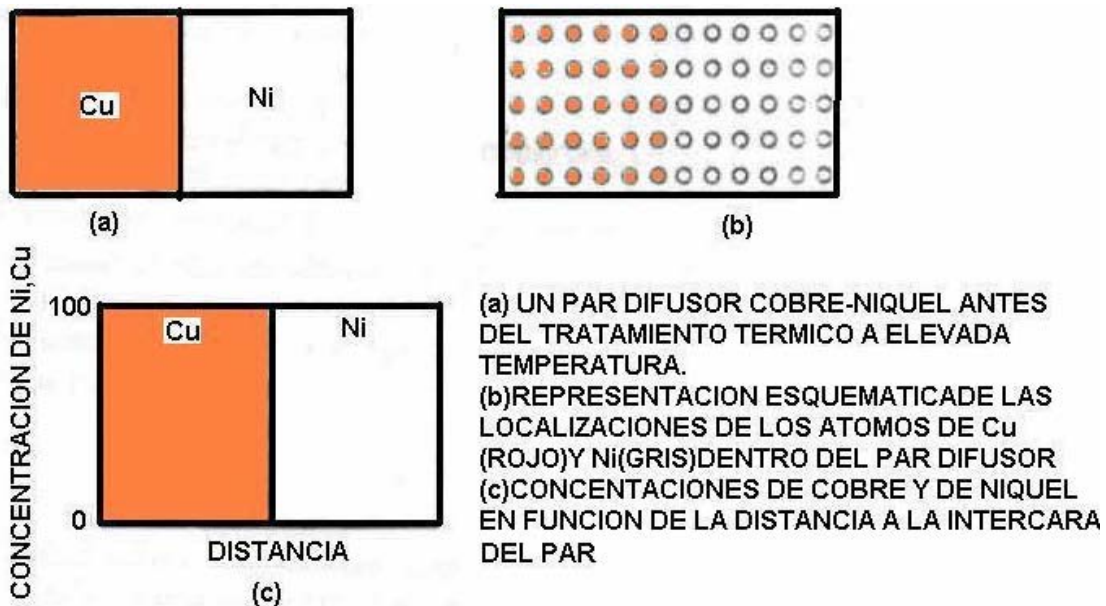 Cu
Ni
(a)
(b)
CONCENTRACION DE Ni,Cu
100
0
Cu
Ni
DISTANCIA
(c)
(a) UN PAR DIFUSOR COBRE-NIQUEL ANTES
DEL TRATAMIENTO TERMICO A ELEVADA
TEMPERATURA.
(b)REPRESENTACION ESQUEMATICADE LAS
LOCALIZACIONES DE LOS ATOMOS DE Cu
(ROJO)Y Ni(GRIS)DENTRO DEL PAR DIFUSOR
(c)CONCENTACIONES DE COBRE Y DE NIQUEL
EN FUNCION DE LA DISTANCIA A LA INTERCARA
DEL PAR